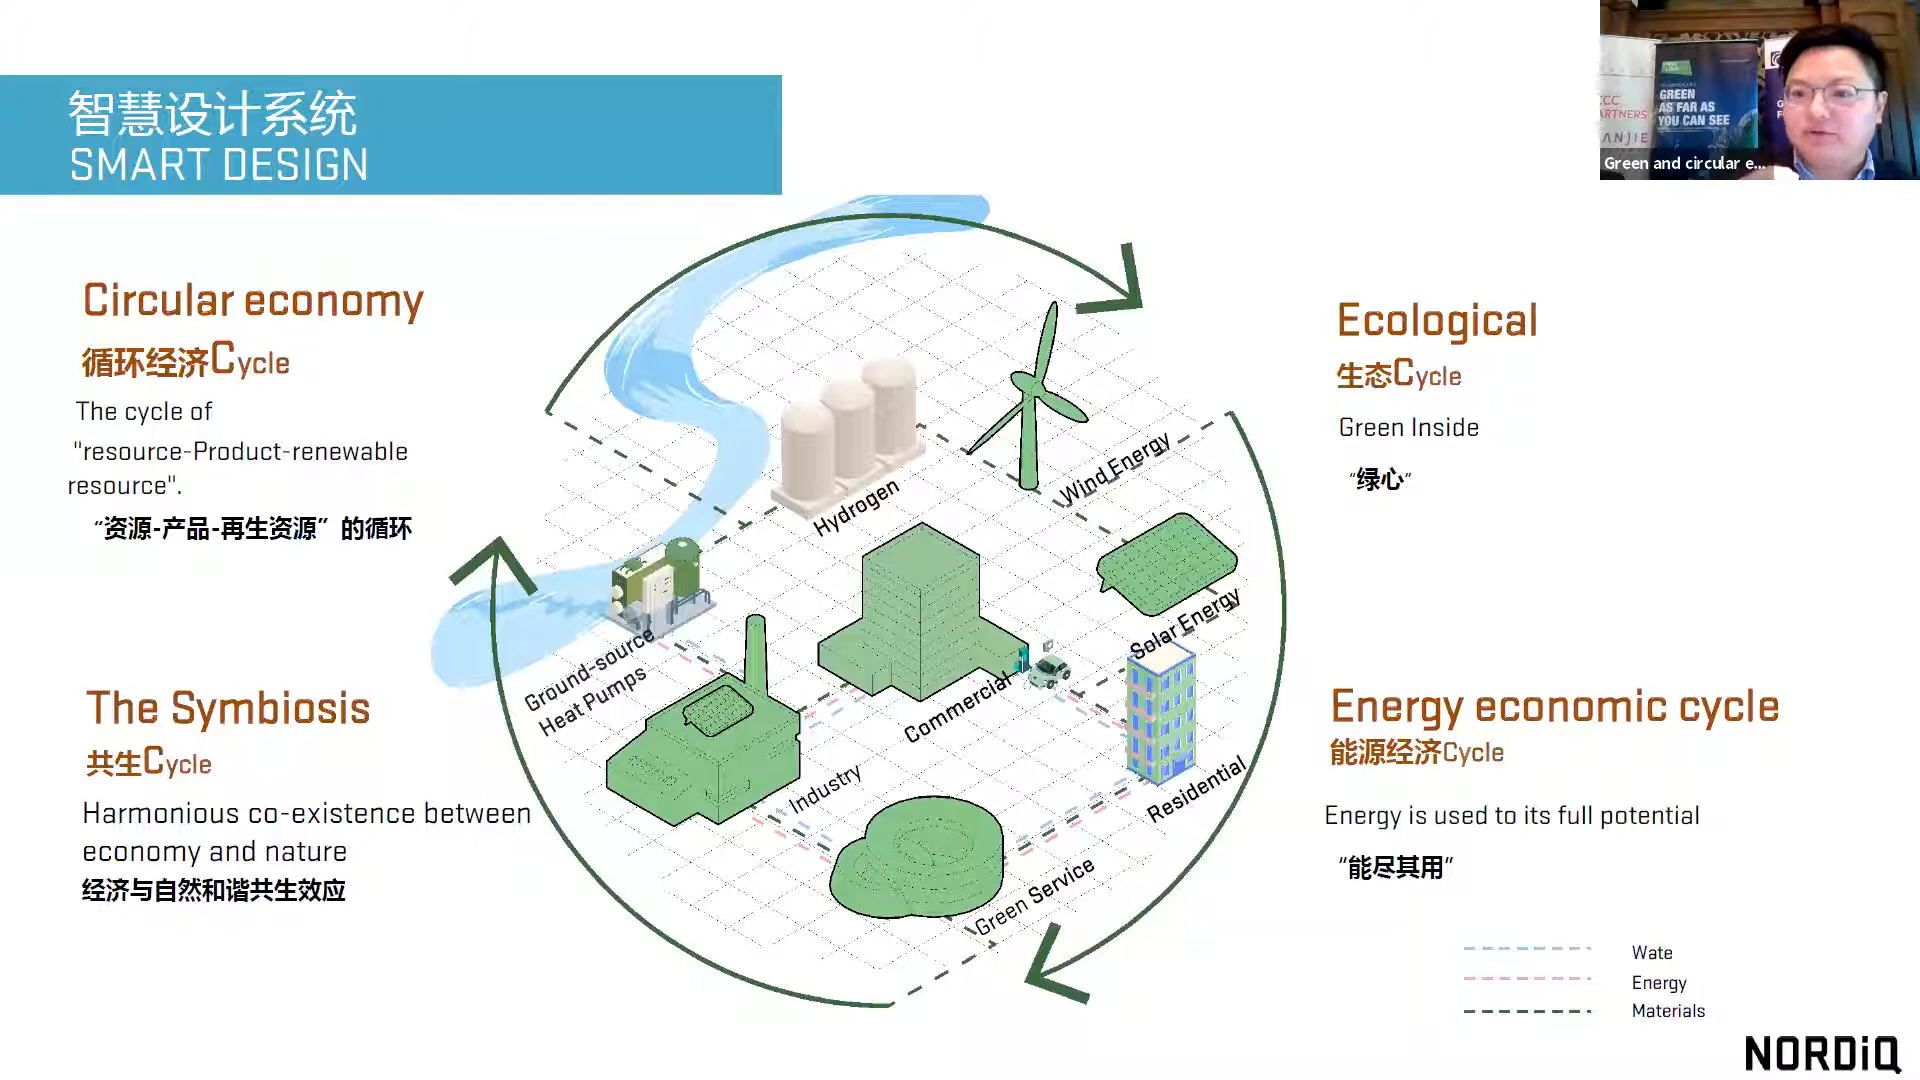 智慧设计系统
SMART DESIGN
GREEN
AS FAR AS
YOU CAN SEE
Green and circular e...
Circular economy
循环经济Cycle
The cycle of
"resource-Product-renewable
resource".
“资源-产品-再生资源” 的循环
Ecological
生态Cycle
Green Inside
“绿心”
Hydrogen
Wind Energy
Solar Energy
Ground-source
Heat Pumps
Commercial
Industry
Residential
Green Service
The Symbiosis
共生Cycle
Harmonious co-existence between
economy and nature
经济与自然和谐共生效应
Energy economic cycle
能源经济Cycle
Energy is used to its full potential
“能尽其用”
Wate
Energy
Materials
NORDiQ